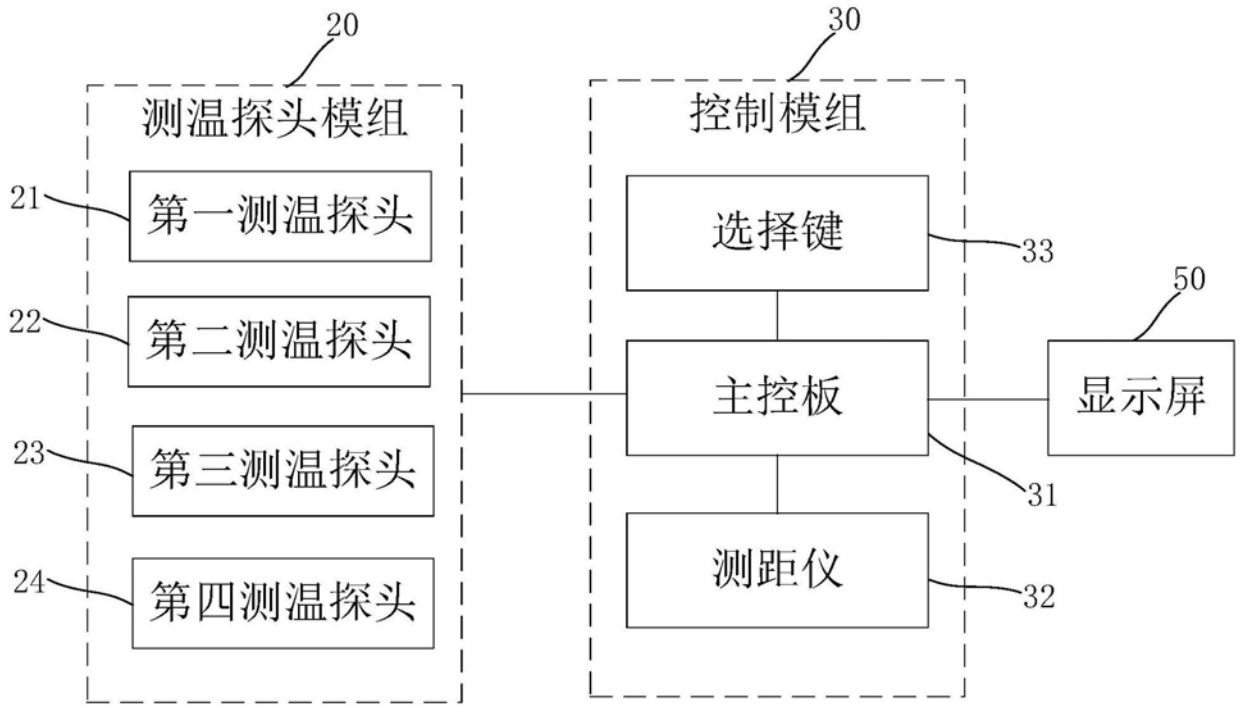 20
测温探头模组
21
第一测温探头
22
第二测温探头
23
第三测温探头
24
第四测温探头
30
控制模组
选择键
33
主控板
31
测距仪
32
50
显示屏